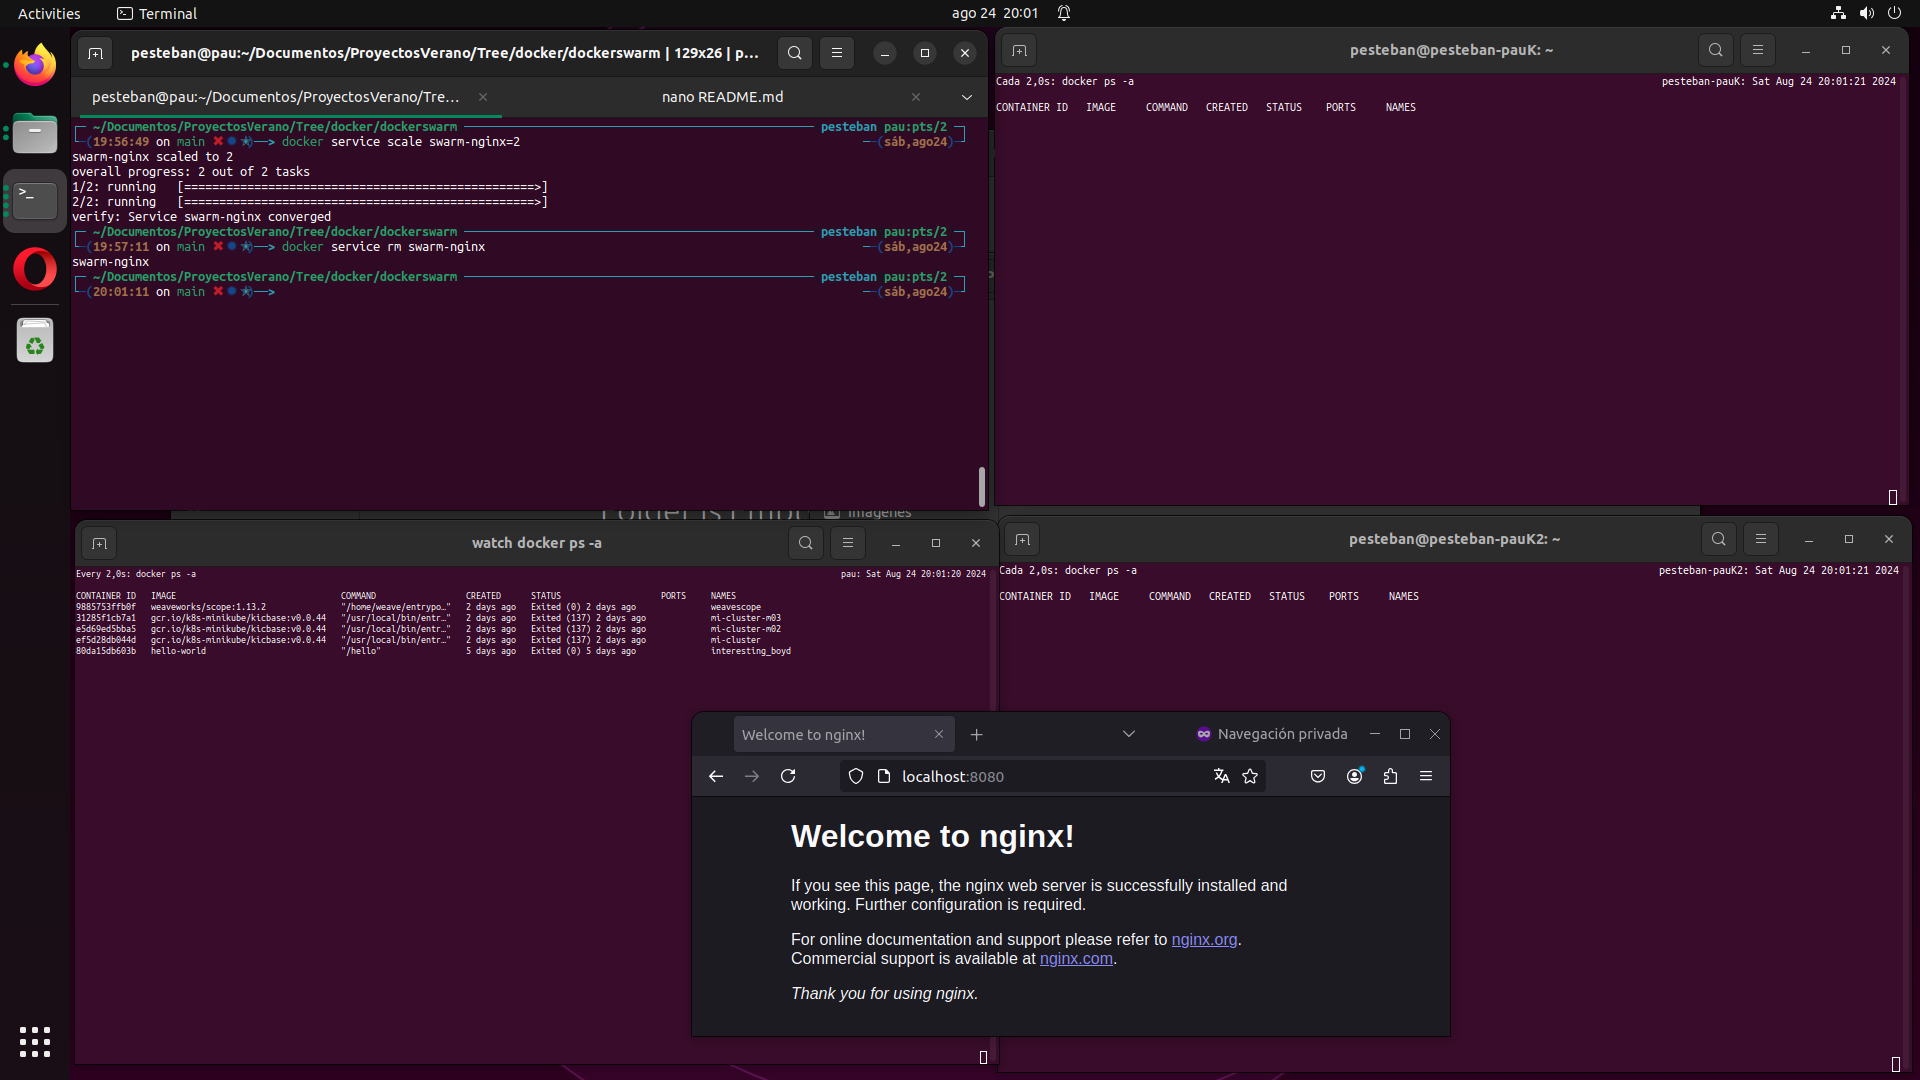 Activities
Terminal
ago 24 20:01
pesteban@pau:~/Documentos/ProyectosVerano/Tree/docker/dockerswarm | 129x26 | p...
pesteban@pau:~/Documentos/ProyectosVerano/Tre...
nano README.md
~/Documentos/ProyectosVerano/Tree/docker/dockerswarm pesteban pau:pts/2
(19:56:49 on main ✖ ✹ ✭)──> docker service scale swarm-nginx=2 (sáb,ago24)
swarm-nginx scaled to 2
overall progress: 2 out of 2 tasks
1/2: running [==================================================>]
2/2: running [==================================================>]
verify: Service swarm-nginx converged
~/Documentos/ProyectosVerano/Tree/docker/dockerswarm pesteban pau:pts/2
(19:57:11 on main ✖ ✹ ✭)──> docker service rm swarm-nginx (sáb,ago24)
swarm-nginx
~/Documentos/ProyectosVerano/Tree/docker/dockerswarm pesteban pau:pts/2
(20:01:11 on main ✖ ✹ ✭)──> (sáb,ago24)
pesteban@pesteban-pauK: ~
Cada 2,0s: docker ps -a pesteban-pauK: Sat Aug 24 20:01:21 2024
CONTAINER ID IMAGE COMMAND CREATED STATUS PORTS NAMES
Imágenes
watch docker ps -a
Every 2,0s: docker ps -a pau: Sat Aug 24 20:01:20 2024
CONTAINER ID IMAGE COMMAND CREATED STATUS PORTS NAMES
9885753ffb0f weaveworks/scope:1.13.2 "/home/weave/entrypo…" 2 days ago Exited (0) 2 days ago weavescope
31285f1cb7a1 gcr.io/k8s-minikube/kicbase:v0.0.44 "/usr/local/bin/entr…" 2 days ago Exited (137) 2 days ago mi-cluster-m03
e5d69ed5bba5 gcr.io/k8s-minikube/kicbase:v0.0.44 "/usr/local/bin/entr…" 2 days ago Exited (137) 2 days ago mi-cluster-m02
ef5d28db044d gcr.io/k8s-minikube/kicbase:v0.0.44 "/usr/local/bin/entr…" 2 days ago Exited (137) 2 days ago mi-cluster
80da15db603b hello-world "/hello" 5 days ago Exited (0) 5 days ago interesting_boyd
pesteban@pesteban-pauK2: ~
Cada 2,0s: docker ps -a pesteban-pauK2: Sat Aug 24 20:01:21 2024
CONTAINER ID IMAGE COMMAND CREATED STATUS PORTS NAMES
Welcome to nginx!
Navegación privada
localhost:8080
Welcome to nginx!
If you see this page, the nginx web server is successfully installed and
working. Further configuration is required.
For online documentation and support please refer to nginx.org.
Commercial support is available at nginx.com.
Thank you for using nginx.